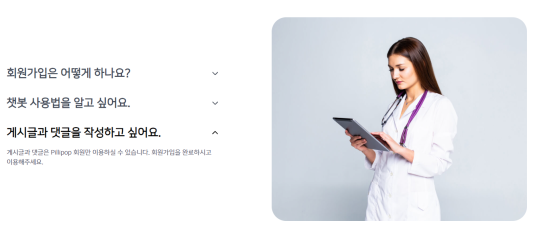 회원가입은 어떻게 하나요?
챗봇 사용법을 알고 싶어요.
게시글과 댓글을 작성하고 싶어요.
게시글과 댓글은 Pillipop 회원만 이용하실 수 있습니다. 회원가입을 완료하시고
이용해주세요.